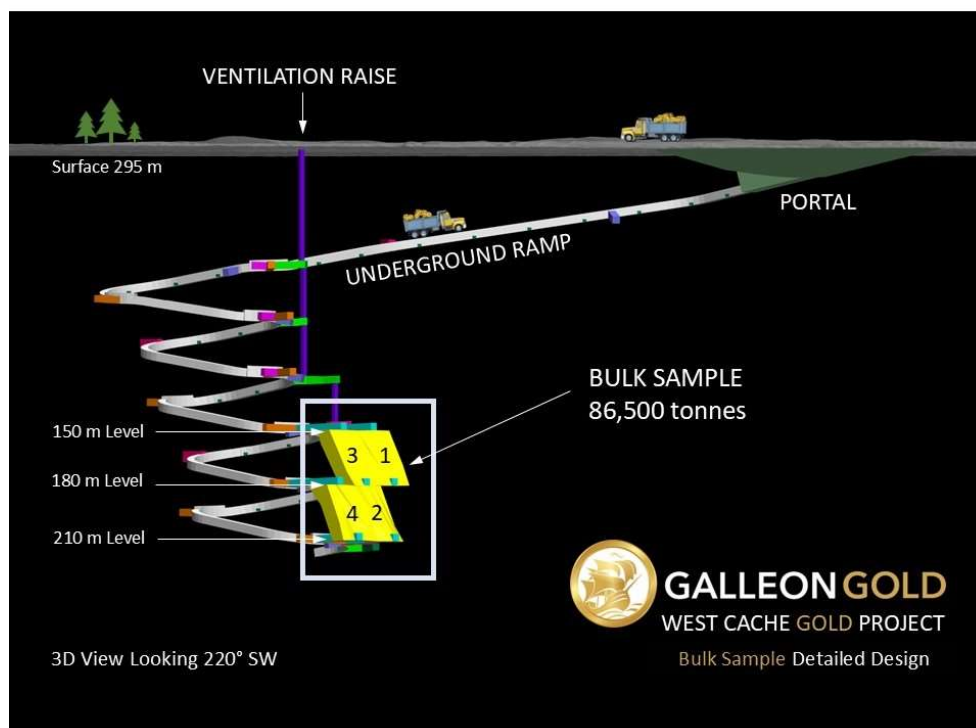 VENTILATION RAISE
Surface 295 m
PORTAL
UNDERGROUND RAMP
BULK SAMPLE
86,500 tonnes
150 m Level
3 1
180 m Level
4 2
210 m Level
GALLEON GOLD
WEST CACHE GOLD PROJECT
3D View Looking 220° SW
Bulk Sample Detailed Design